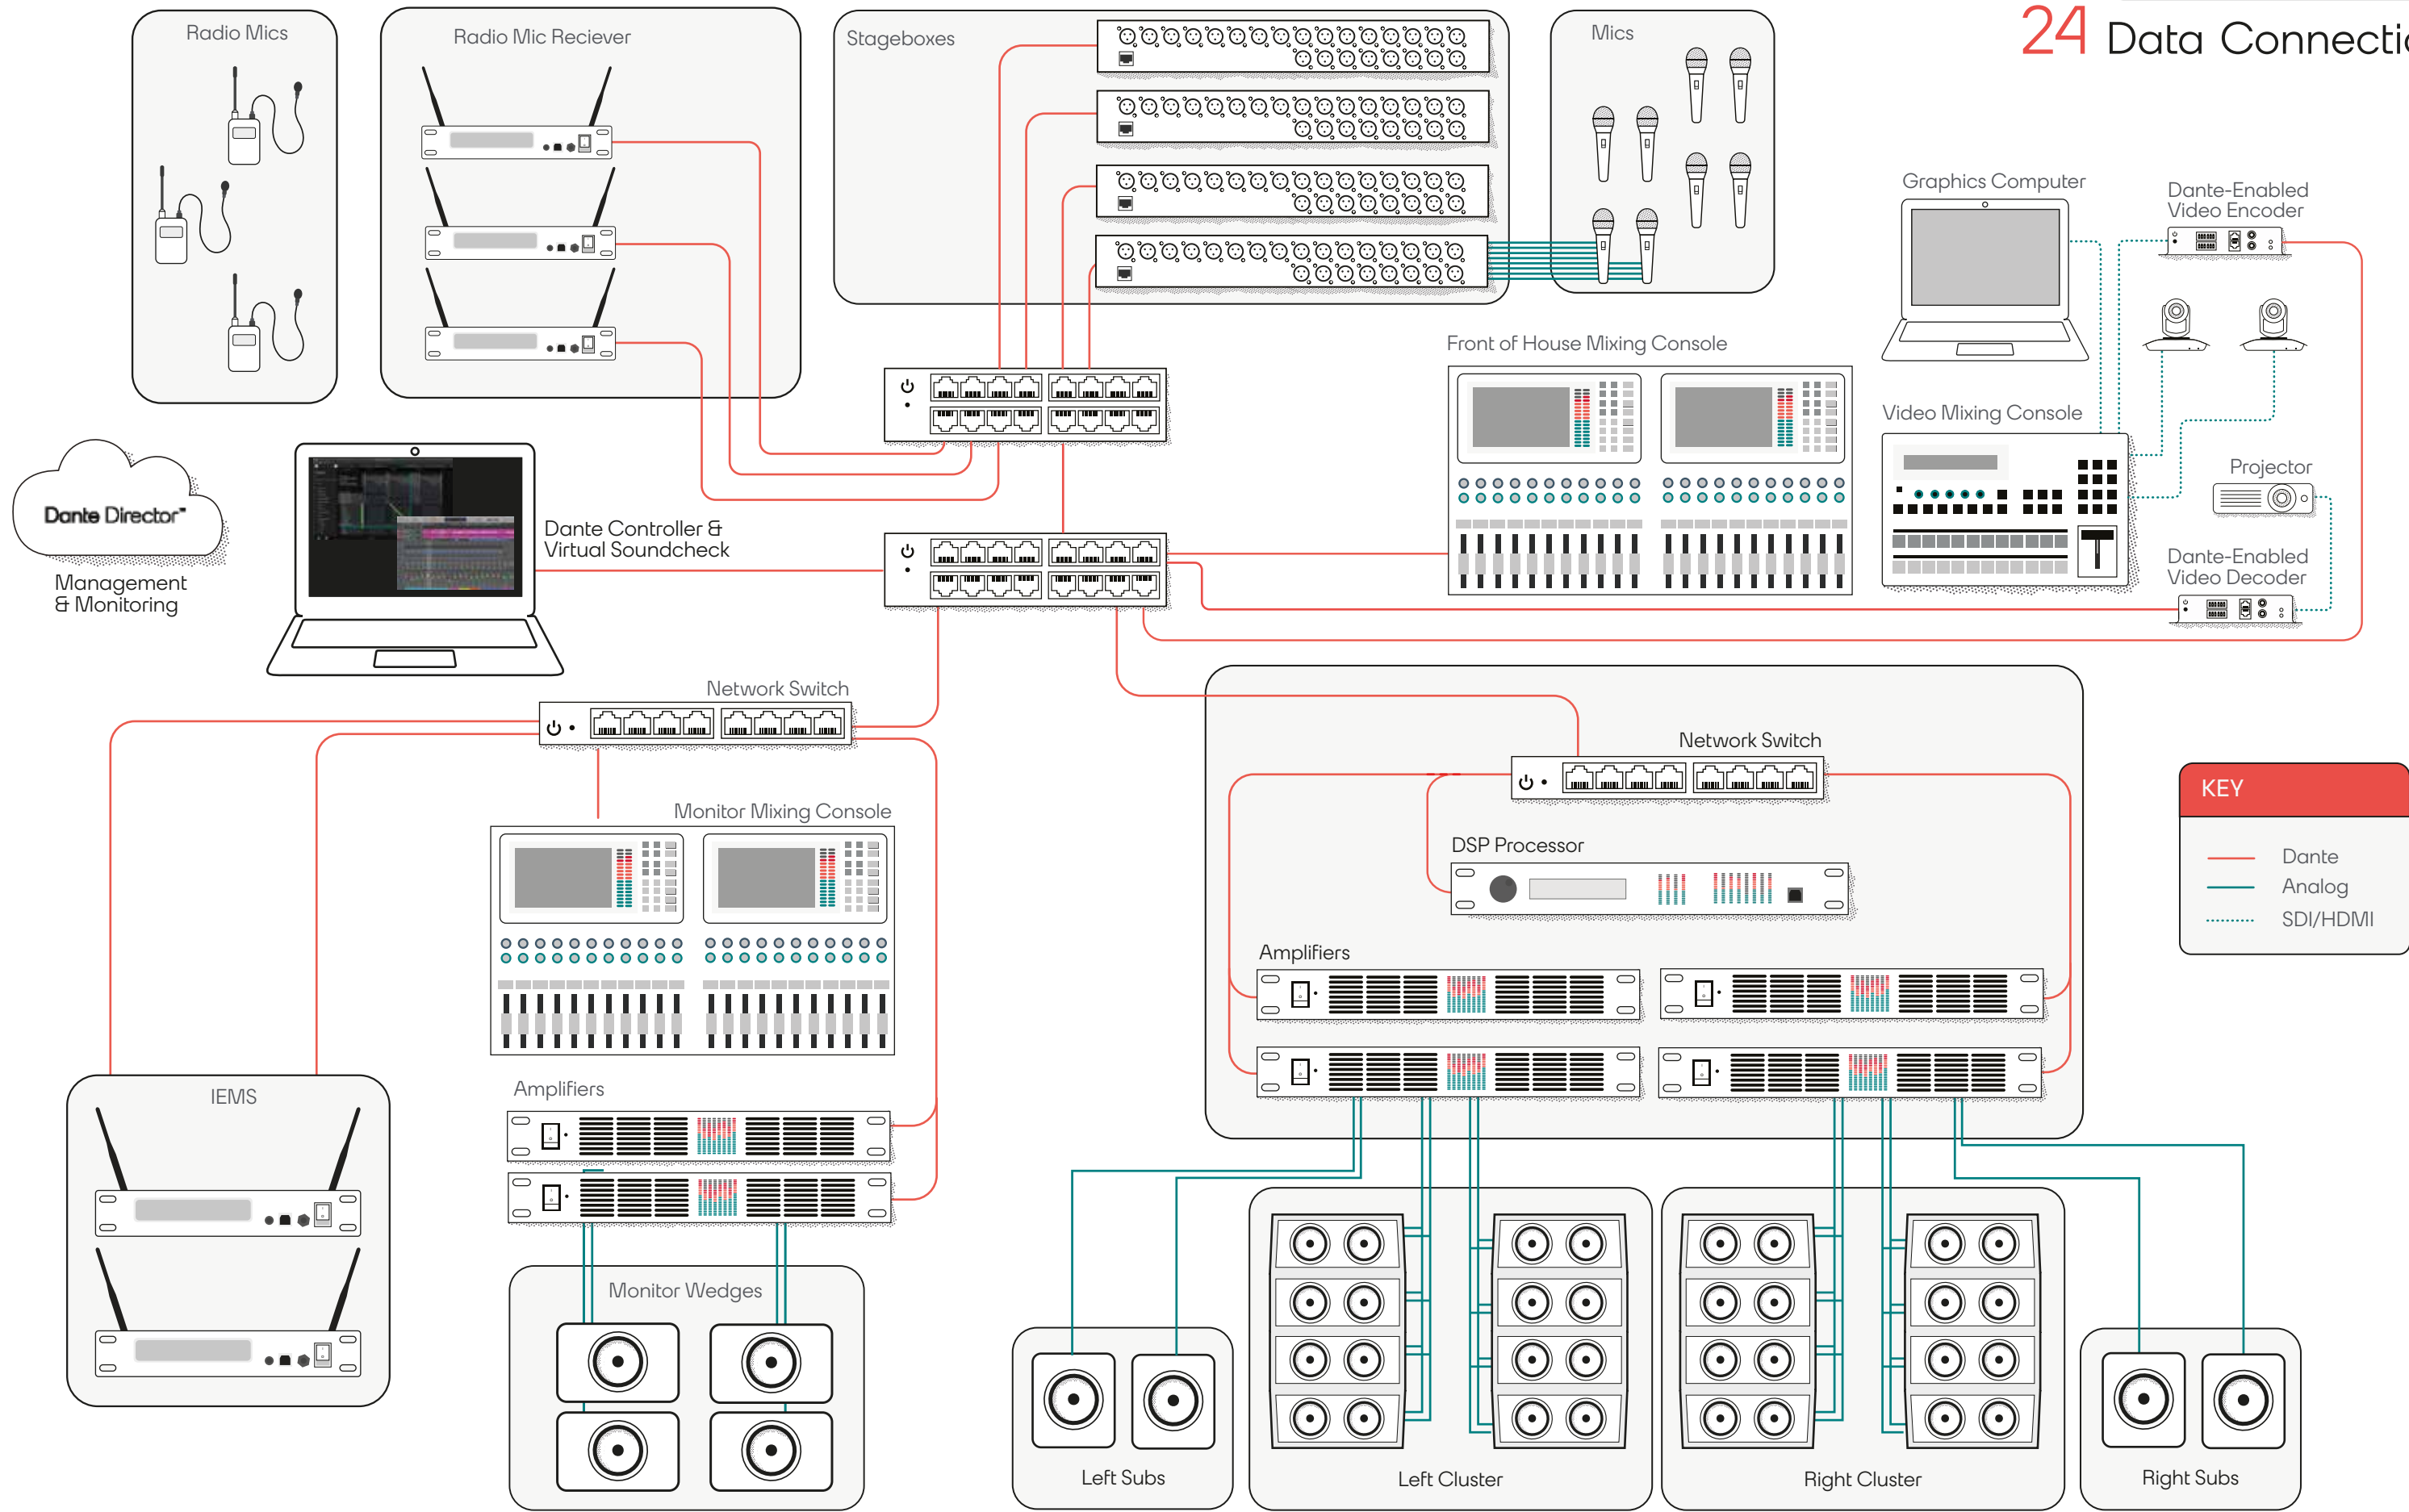 24 Data Connectio
Radio Mics
Radio Mic Reciever
Stageboxes
Mics
Graphics Computer
Dante-Enabled
Video Encoder
Front of House Mixing Console
Video Mixing Console
Projector
Dante-Enabled
Video Decoder
Dante Director™
Management
& Monitoring
Dante Controller &
Virtual Soundcheck
Network Switch
Network Switch
Monitor Mixing Console
DSP Processor
KEY
Dante
Analog
SDI/HDMI
Amplifiers
IEMS
Amplifiers
Monitor Wedges
Left Subs
Left Cluster
Right Cluster
Right Subs